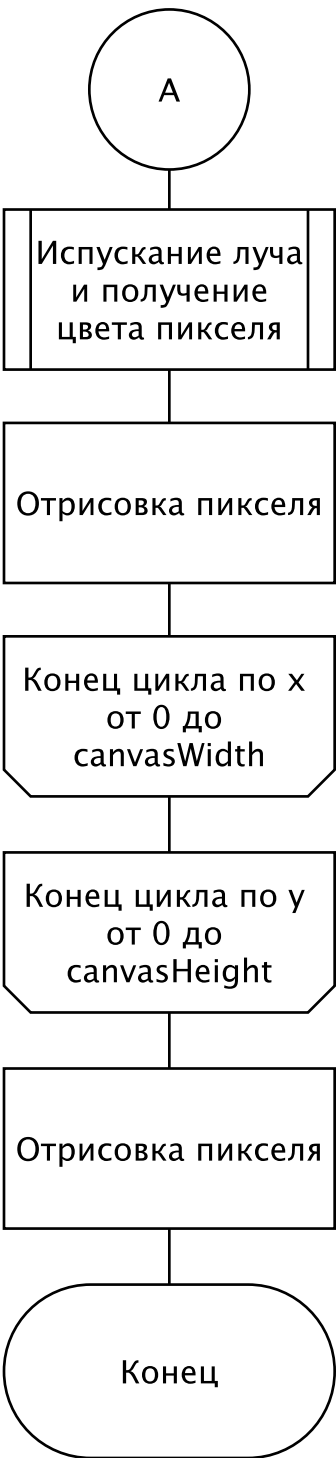 А
Испускание луча
и получение
цвета пикселя
Отрисовка пикселя
Конец цикла по x
от 0 до
canvasWidth
Конец цикла по y
от 0 до
canvasHeight
Отрисовка пикселя
Конец